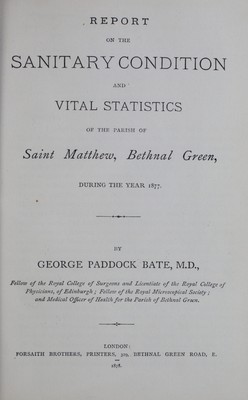 REPORT
ON THE
SANITARY CONDITION
AND
VITAL STATISTICS
OF THE PARISH OF
Saint Matthew, Bethnal Green,
DURING THE YEAR 1877.
BY
GEORGE PADDOCK BATE, M.D.,
Fellow of the Royal College of Surgeons and Licentiate of the Royal College of
Physicians, of Edinburgh; Fellow of the Royal Microscopical Society;
and Medical Officer of Health for the Parish of Bethnal Green.
LONDON:
FORSAITH BROTHERS, PRINTERS, BETHNAL GREEN ROAD, E.
1878.